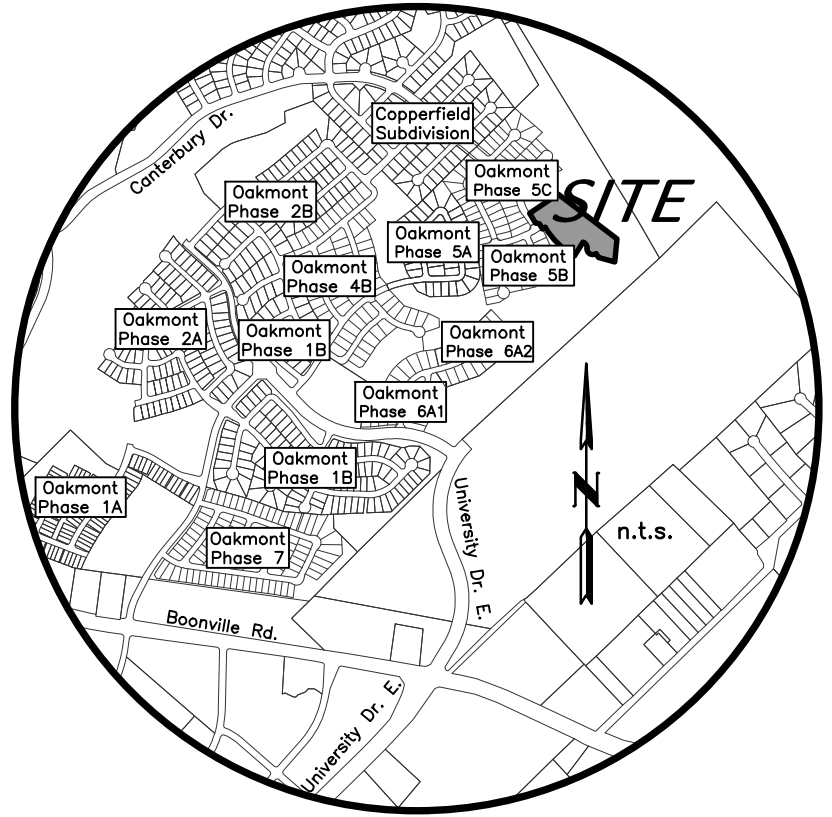 Copperfield
Subdivision
Canterbury Dr.
Oakmont
Phase 5C
SITE
Oakmont
Phase 2B
Oakmont
Phase 5A
Oakmont
Phase 5B
Oakmont
Phase 4B
Oakmont
Phase 2A
Oakmont
Phase 1B
Oakmont
Phase 6A2
Oakmont
Phase 6A1
Oakmont
Phase 1B
Oakmont
Phase 1A
N
n.t.s.
University Dr. E.
Oakmont
Phase 7
Boonville Rd.
University Dr. E.